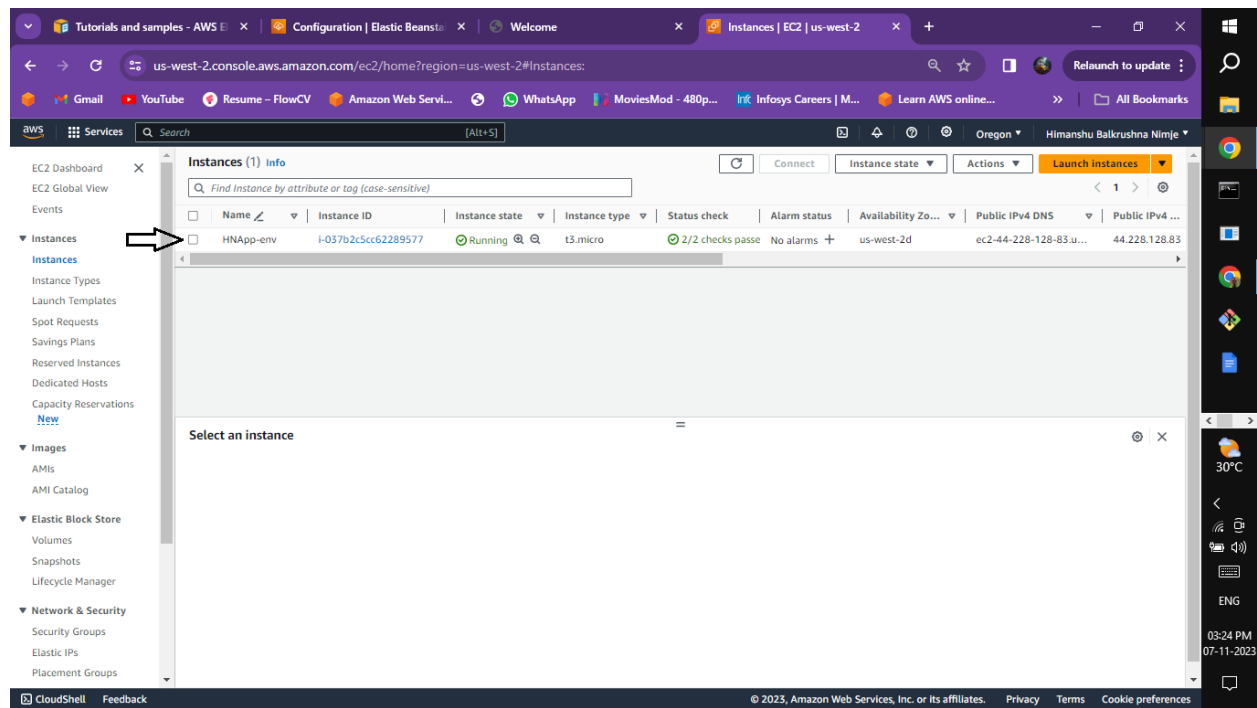 Tutorials and samples - AWS E
Configuration | Elastic Beansta
Welcome
Instances | EC2 | us-west-2
us-west-2.console.aws.amazon.com/ec2/home?region=us-west-2#Instances:
Relaunch to update
Gmail
YouTube
Resume – FlowCV
Amazon Web Servi...
WhatsApp
MoviesMod - 480p...
Infosys Careers | M...
Learn AWS online...
»
All Bookmarks
aws
Services
Search
[Alt+S]
Oregon
Himanshu Balkrushna Nimje
EC2 Dashboard
EC2 Global View
Events
Instances
Instances
Instance Types
Launch Templates
Spot Requests
Savings Plans
Reserved Instances
Dedicated Hosts
Capacity Reservations
New
Images
AMIs
AMI Catalog
Elastic Block Store
Volumes
Snapshots
Lifecycle Manager
Network & Security
Security Groups
Elastic IPs
Placement Groups
Instances (1) Info
Connect
Instance state
Actions
Launch instances
Find Instance by attribute or tag (case-sensitive)
1
Name | Instance ID | Instance state | Instance type | Status check | Alarm status | Availability Zo... | Public IPv4 DNS | Public IPv4 ...
HNApp-env i-037b2c5cc62289577 Running t3.micro 2/2 checks passe No alarms + us-west-2d ec2-44-228-128-83.u... 44.228.128.83
Select an instance
CloudShell Feedback
© 2023, Amazon Web Services, Inc. or its affiliates. Privacy Terms Cookie preferences
30°C
ENG
03:24 PM
07-11-2023